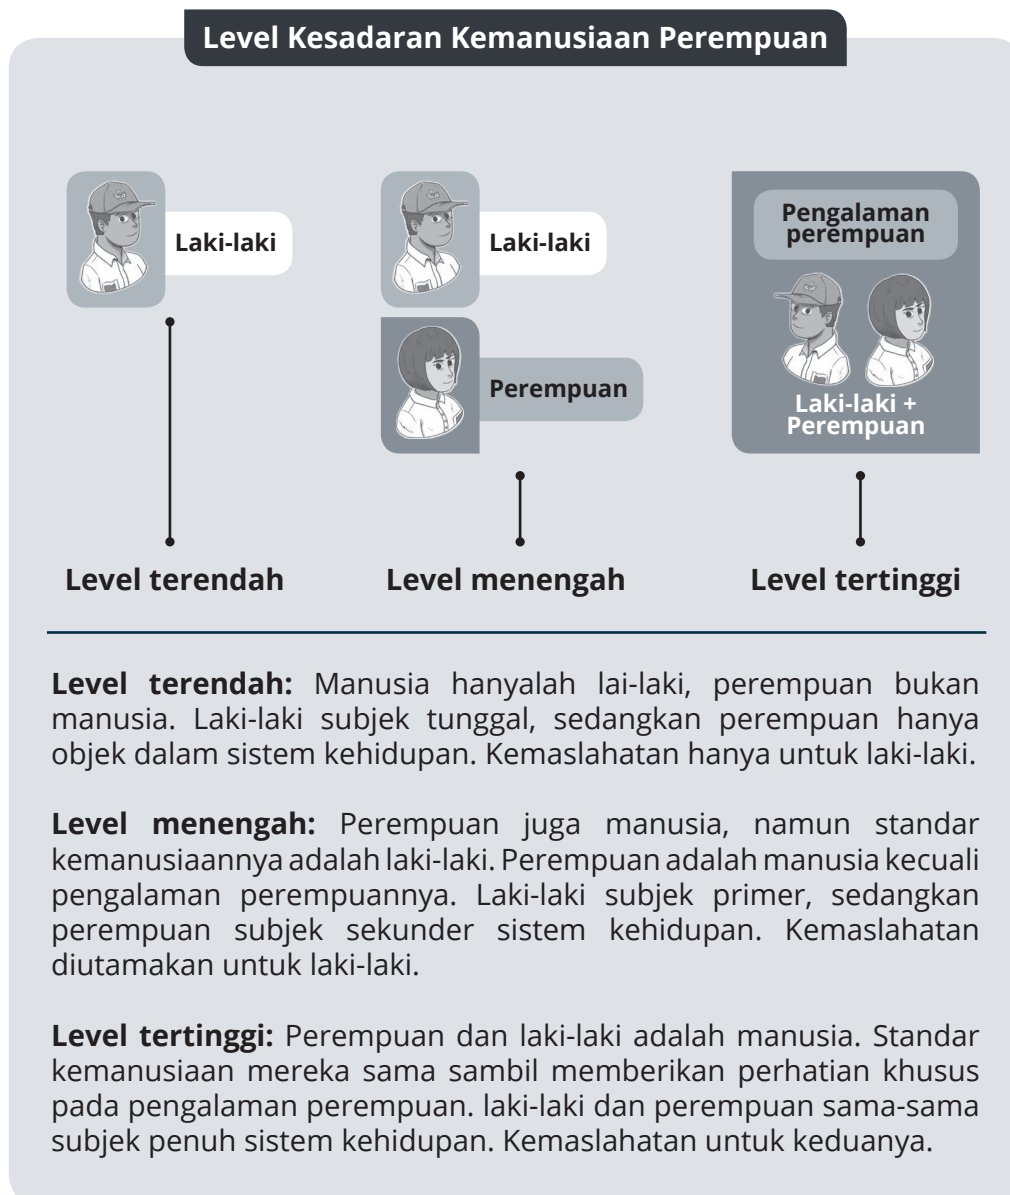 Level Kesadaran Kemanusiaan Perempuan
Laki-laki
Laki-laki
Perempuan
Pengalaman
perempuan
Laki-laki +
Perempuan
Level terendah
Level menengah
Level tertinggi
Level terendah: Manusia hanyalah lai-laki, perempuan bukan
manusia. Laki-laki subjek tunggal, sedangkan perempuan hanya
objek dalam sistem kehidupan. Kemaslahatan hanya untuk laki-laki.
Level menengah: Perempuan juga manusia, namun standar
kemanusiaannya adalah laki-laki. Perempuan adalah manusia kecuali
pengalaman perempuannya. Laki-laki subjek primer, sedangkan
perempuan subjek sekunder sistem kehidupan. Kemaslahatan
diutamakan untuk laki-laki.
Level tertinggi: Perempuan dan laki-laki adalah manusia. Standar
kemanusiaan mereka sama sambil memberikan perhatian khusus
pada pengalaman perempuan. laki-laki dan perempuan sama-sama
subjek penuh sistem kehidupan. Kemaslahatan untuk keduanya.